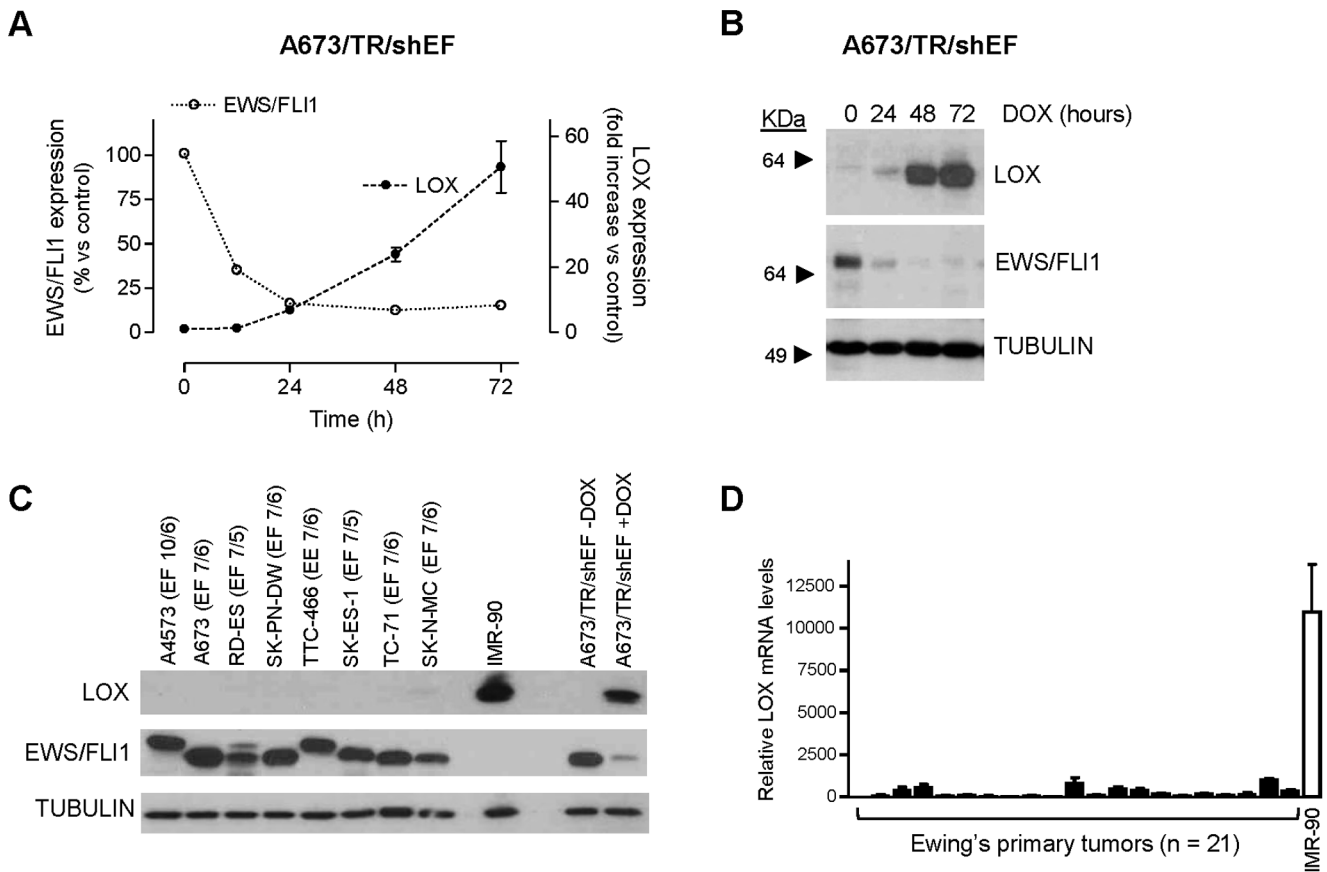 A
A673/TR/shEF
EWS/FLI1
LOX
EWS/FLI1 expression
(% vs control)
100
75
50
25
0
60
40
20
0
LOX expression
(fold increase vs control)
0 24 48 72
Time (h)
B
A673/TR/shEF
KDa 0 24 48 72 DOX (hours)
64 LOX
64 EWS/FLI1
49 TUBULIN
C
A4573 (EF 10/6)
A673 (EF 7/6)
RD-ES (EF 7/5)
SK-PN-DW (EF 7/6)
TTC-466 (EE 7/6)
SK-ES-1 (EF 7/5)
TC-71 (EF 7/6)
SK-N-MC (EF 7/6)
IMR-90
A673/TR/shEF -DOX
A673/TR/shEF +DOX
LOX
EWS/FLI1
TUBULIN
D
Relative LOX mRNA levels
12500
10000
7500
5000
2500
0
Ewing's primary tumors (n = 21)
IMR-90